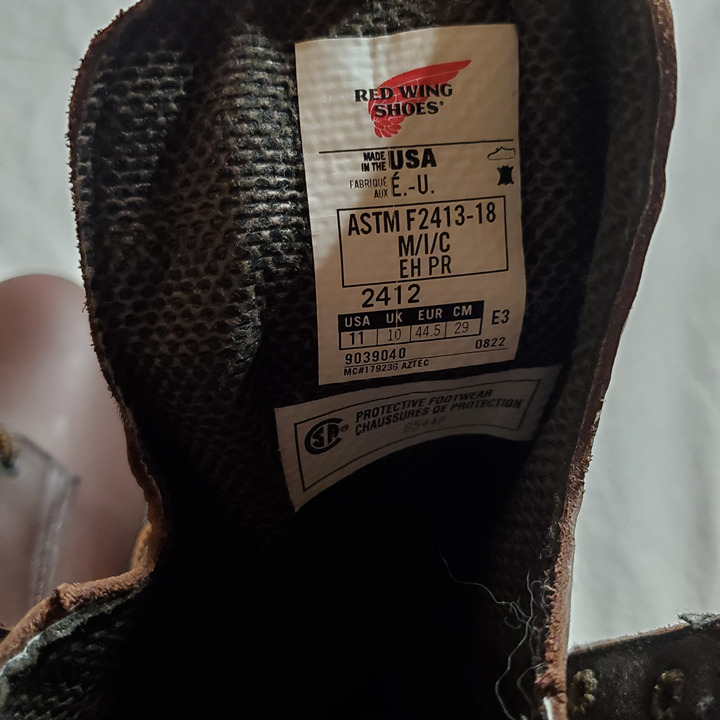 RED WING
SHOES®
MADE IN THE USA
FABRIQUÉ AUX É.-U.
ASTM F2413-18
M/I/C
EH PR
2412
USA UK EUR CM
11 10 44.5 29 E3
9039040 0822
MC#179236 AZTEC
CSA® PROTECTIVE FOOTWEAR
CHAUSSURES DE PROTECTION